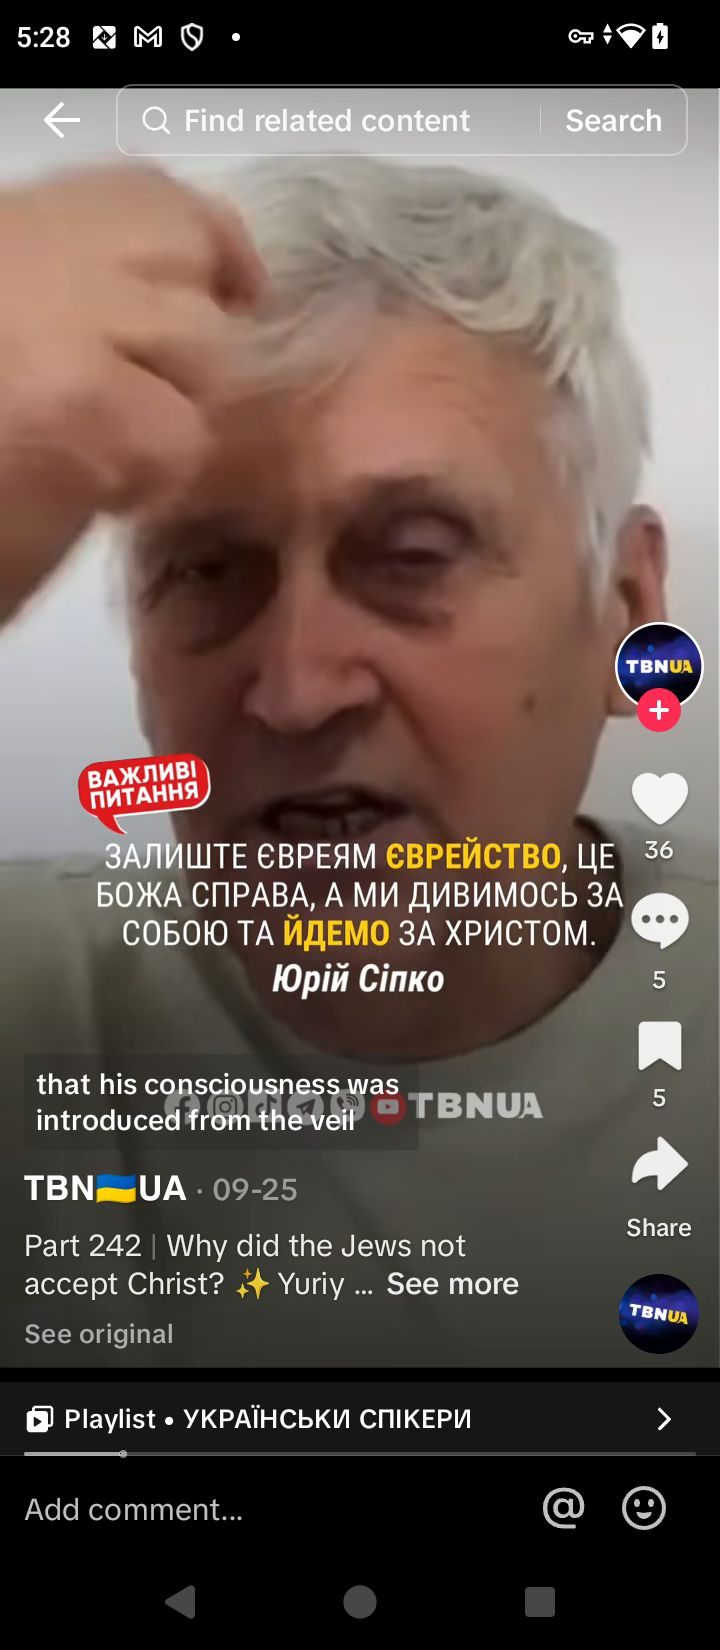 5:28
Find related content
Search
TBNUA
ВАЖЛИВІ
ПИТАННЯ
ЗАЛИШТЕ ЄВРЕЯМ ЄВРЕЙСТВО, ЦЕ
БОЖА СПРАВА, А МИ ДИВИМОСЬ ЗА
СОБОЮ ТА ЙДЕМО ЗА ХРИСТОМ.
Юрій Сіпко
36
5
5
Share
that his consciousness was
introduced from the veil
TBNUA
TBN🇺🇦UA · 09-25
Part 242 | Why did the Jews not
accept Christ? ✨ Yuriy ... See more
See original
TBNUA
Playlist • УКРАЇНСЬКИ СПІКЕРИ
Add comment...